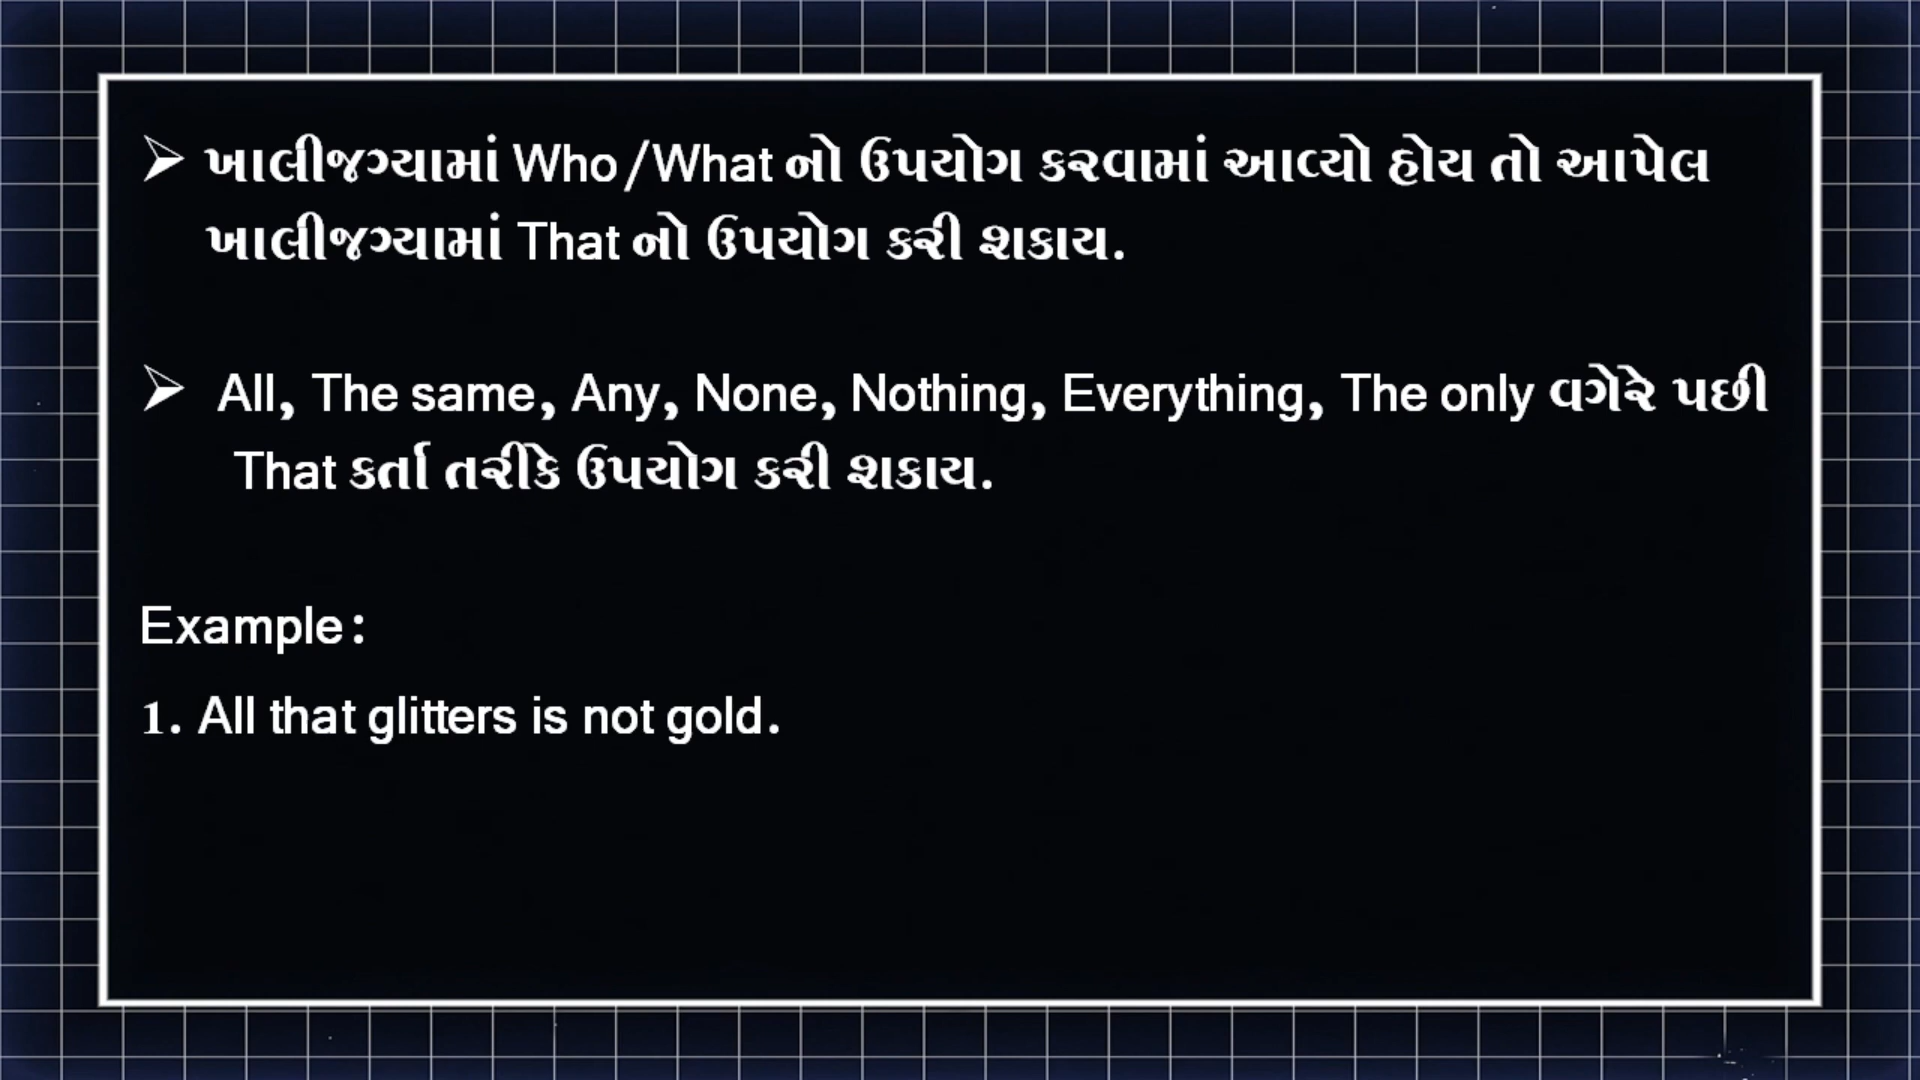 ➢ ખાલીજગ્યામાં Who/What નો ઉપયોગ કરવામાં આવ્યો હોય તો આપેલ
ખાલીજગ્યામાં That નો ઉપયોગ કરી શકાય.
➢ All, The same, Any, None, Nothing, Everything, The only વગેરે પછી
That કર્તા તરીકે ઉપયોગ કરી શકાય.
Example:
1. All that glitters is not gold.